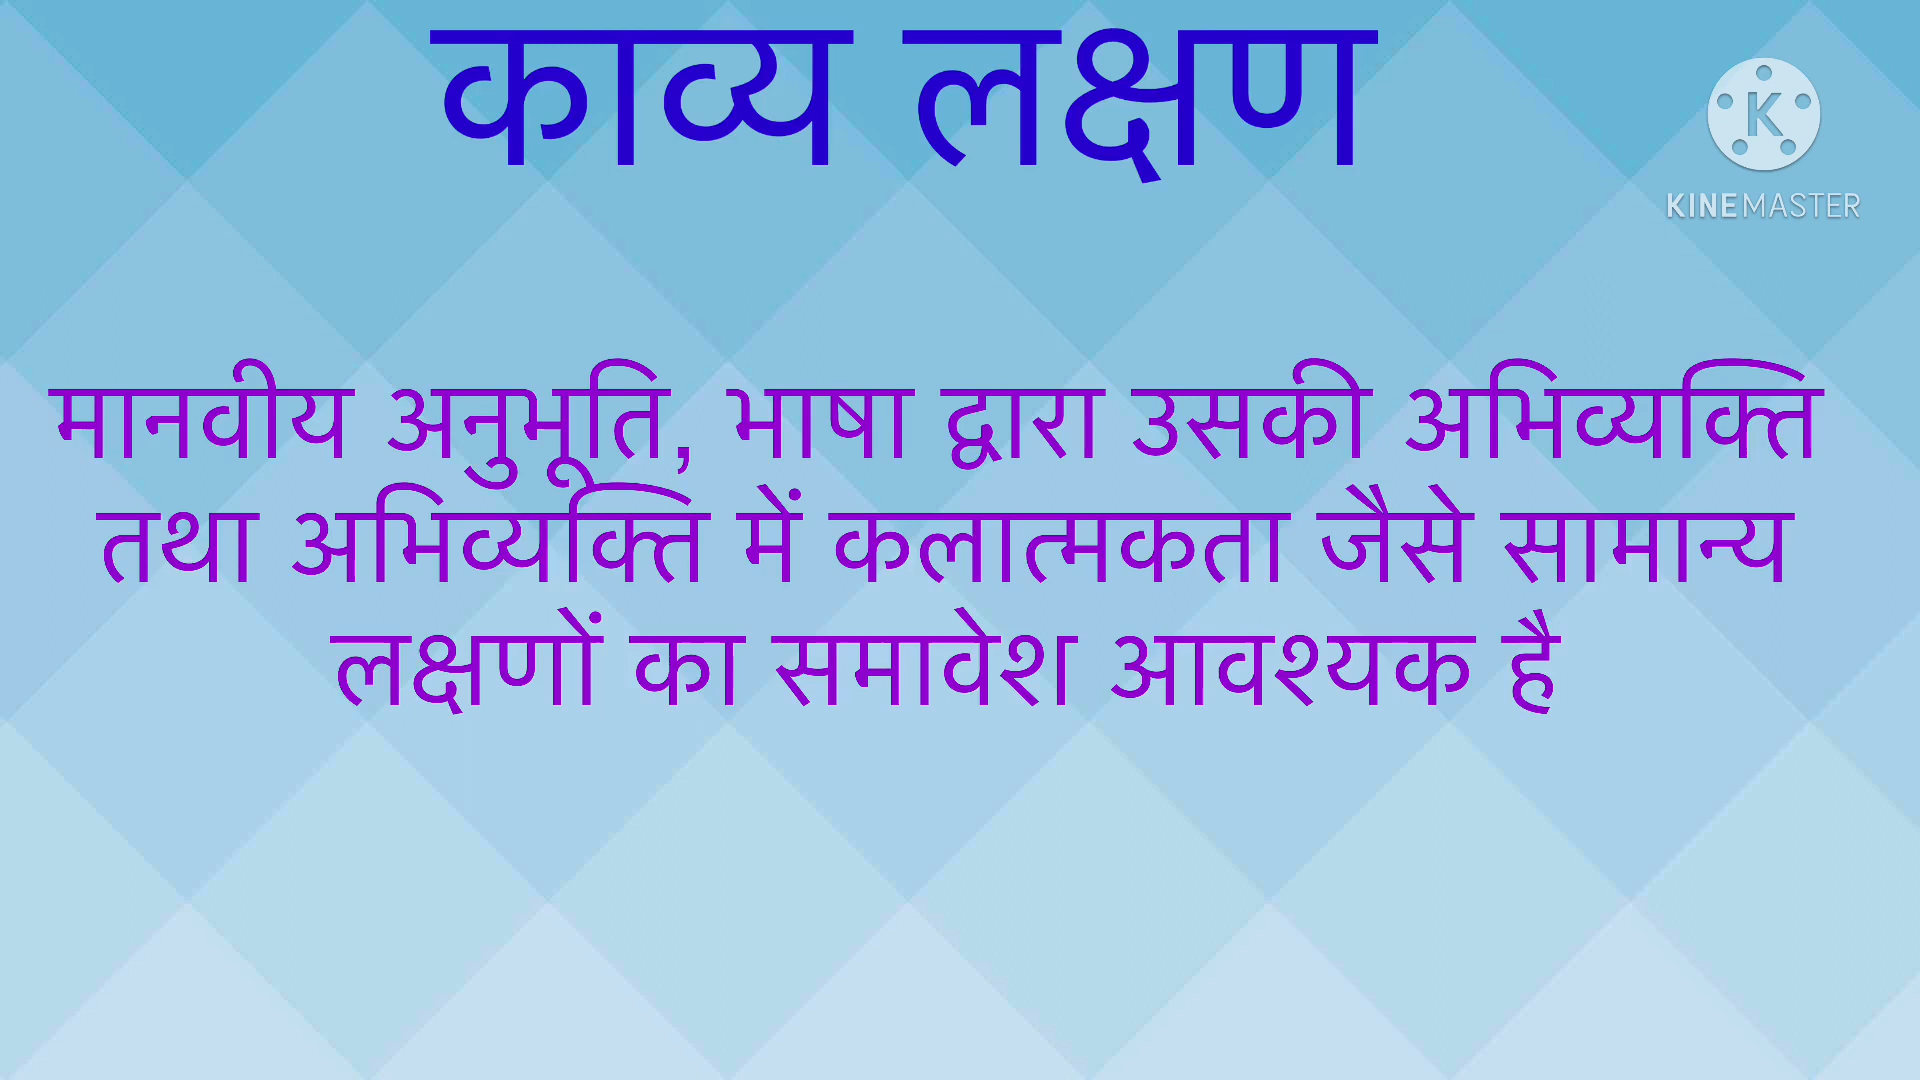 काव्य लक्षण
KINEMASTER
मानवीय अनुभूति, भाषा द्वारा उसकी अभिव्यक्ति
तथा अभिव्यक्ति में कलात्मकता जैसे सामान्य
लक्षणों का समावेश आवश्यक है